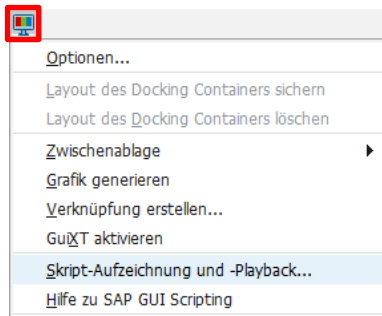 Optionen...
Layout des Docking Containers sichern
Layout des Docking Containers löschen
Zwischenablage
Grafik generieren
Verknüpfung erstellen...
GuiXT aktivieren
Skript-Aufzeichnung und -Playback...
Hilfe zu SAP GUI Scripting